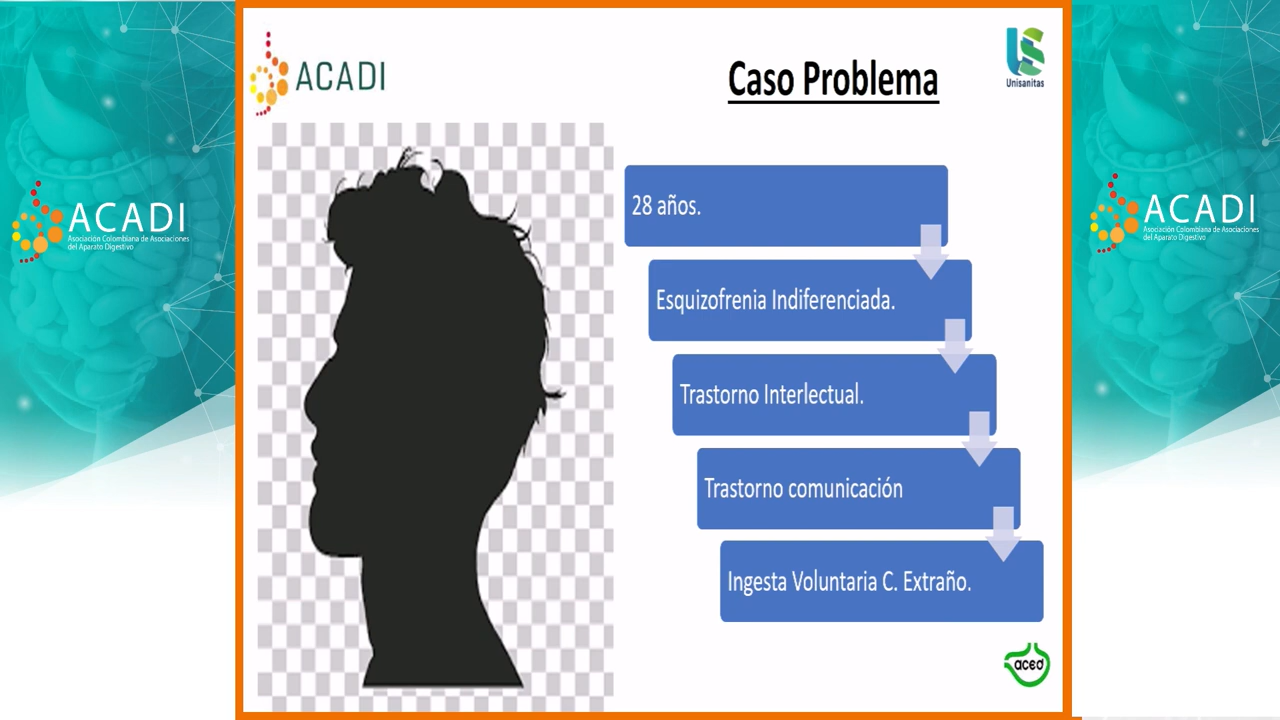 ACADI
Asociación Colombiana de Asociaciones
del Aparato Digestivo
ACADI
Caso Problema
Unisanitas
28 años.
Esquizofrenia Indiferenciada.
Trastorno Interlectual.
Trastorno comunicación
Ingesta Voluntaria C. Extraño.
aced
ACADI
Asociación Colombiana de Asociaciones
del Aparato Digestivo